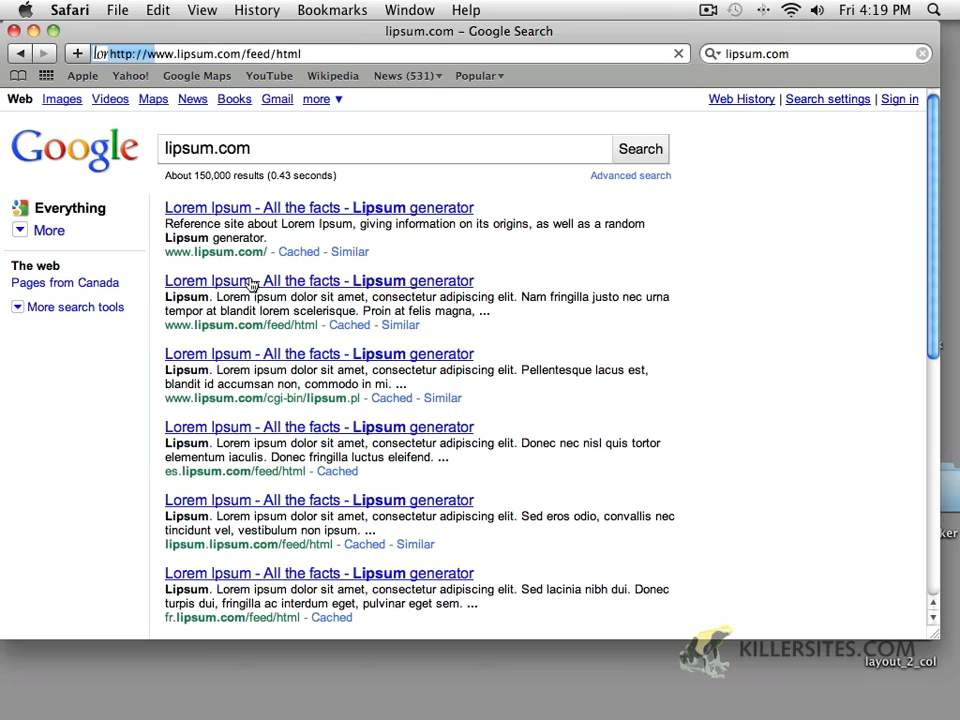 Safari File Edit View History Bookmarks Window Help Fri 4:19 PM
lipsum.com – Google Search
http://www.lipsum.com/feed/html lipsum.com
Apple Yahoo! Google Maps YouTube Wikipedia News (531) Popular
Web Images Videos Maps News Books Gmail more Web History | Search settings | Sign in
Google lipsum.com Search
About 150,000 results (0.43 seconds) Advanced search
Everything
More
The web
Pages from Canada
More search tools
Lorem Ipsum - All the facts - Lipsum generator
Reference site about Lorem Ipsum, giving information on its origins, as well as a random
Lipsum generator.
www.lipsum.com/ - Cached - Similar
Lorem Ipsum - All the facts - Lipsum generator
Lipsum. Lorem ipsum dolor sit amet, consectetur adipiscing elit. Nam fringilla justo nec urna
tempor at blandit lorem scelerisque. Proin at felis magna, ...
www.lipsum.com/feed/html - Cached - Similar
Lorem Ipsum - All the facts - Lipsum generator
Lipsum. Lorem ipsum dolor sit amet, consectetur adipiscing elit. Pellentesque lacus est,
blandit id accumsan non, commodo in mi. ...
www.lipsum.com/cgi-bin/lipsum.pl - Cached - Similar
Lorem Ipsum - All the facts - Lipsum generator
Lipsum. Lorem ipsum dolor sit amet, consectetur adipiscing elit. Donec nec nisl quis tortor
elementum iaculis. Donec fringilla luctus eleifend. ...
es.lipsum.com/feed/html - Cached
Lorem Ipsum - All the facts - Lipsum generator
Lipsum. Lorem ipsum dolor sit amet, consectetur adipiscing elit. Sed eros odio, convallis nec
tincidunt vel, vestibulum non ipsum. ...
lipsum.lipsum.com/feed/html - Cached - Similar
Lorem Ipsum - All the facts - Lipsum generator
Lipsum. Lorem ipsum dolor sit amet, consectetur adipiscing elit. Sed lacinia nibh dui. Donec
turpis dui, fringilla ac interdum eget, pulvinar eget sem. ...
fr.lipsum.com/feed/html - Cached
KILLERSITES.COM
layout_2_col